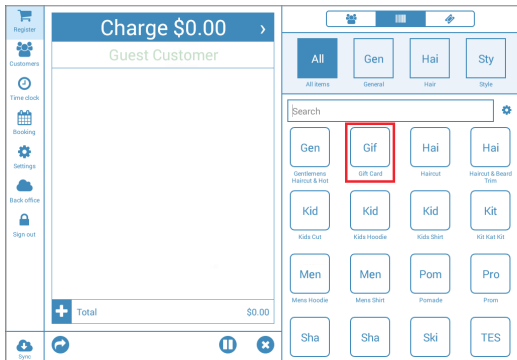 Register
Customers
Time clock
Booking
Settings
Back office
Sign out
Sync
Charge $0.00
Guest Customer
Total $0.00
All Gen Hai Sty
All items General Hair Style
Search
Gen Gif Hai Hai
Gentlemens Gift Card Haircut Haircut & Beard
Haircut & Hot Trim
Kid Kid Kid Kit
Kids Cut Kids Hoodie Kids Shirt Kit Kat Kit
Men Men Pom Pro
Mens Hoodie Mens Shirt Pomade Prom
Sha Sha Ski TES